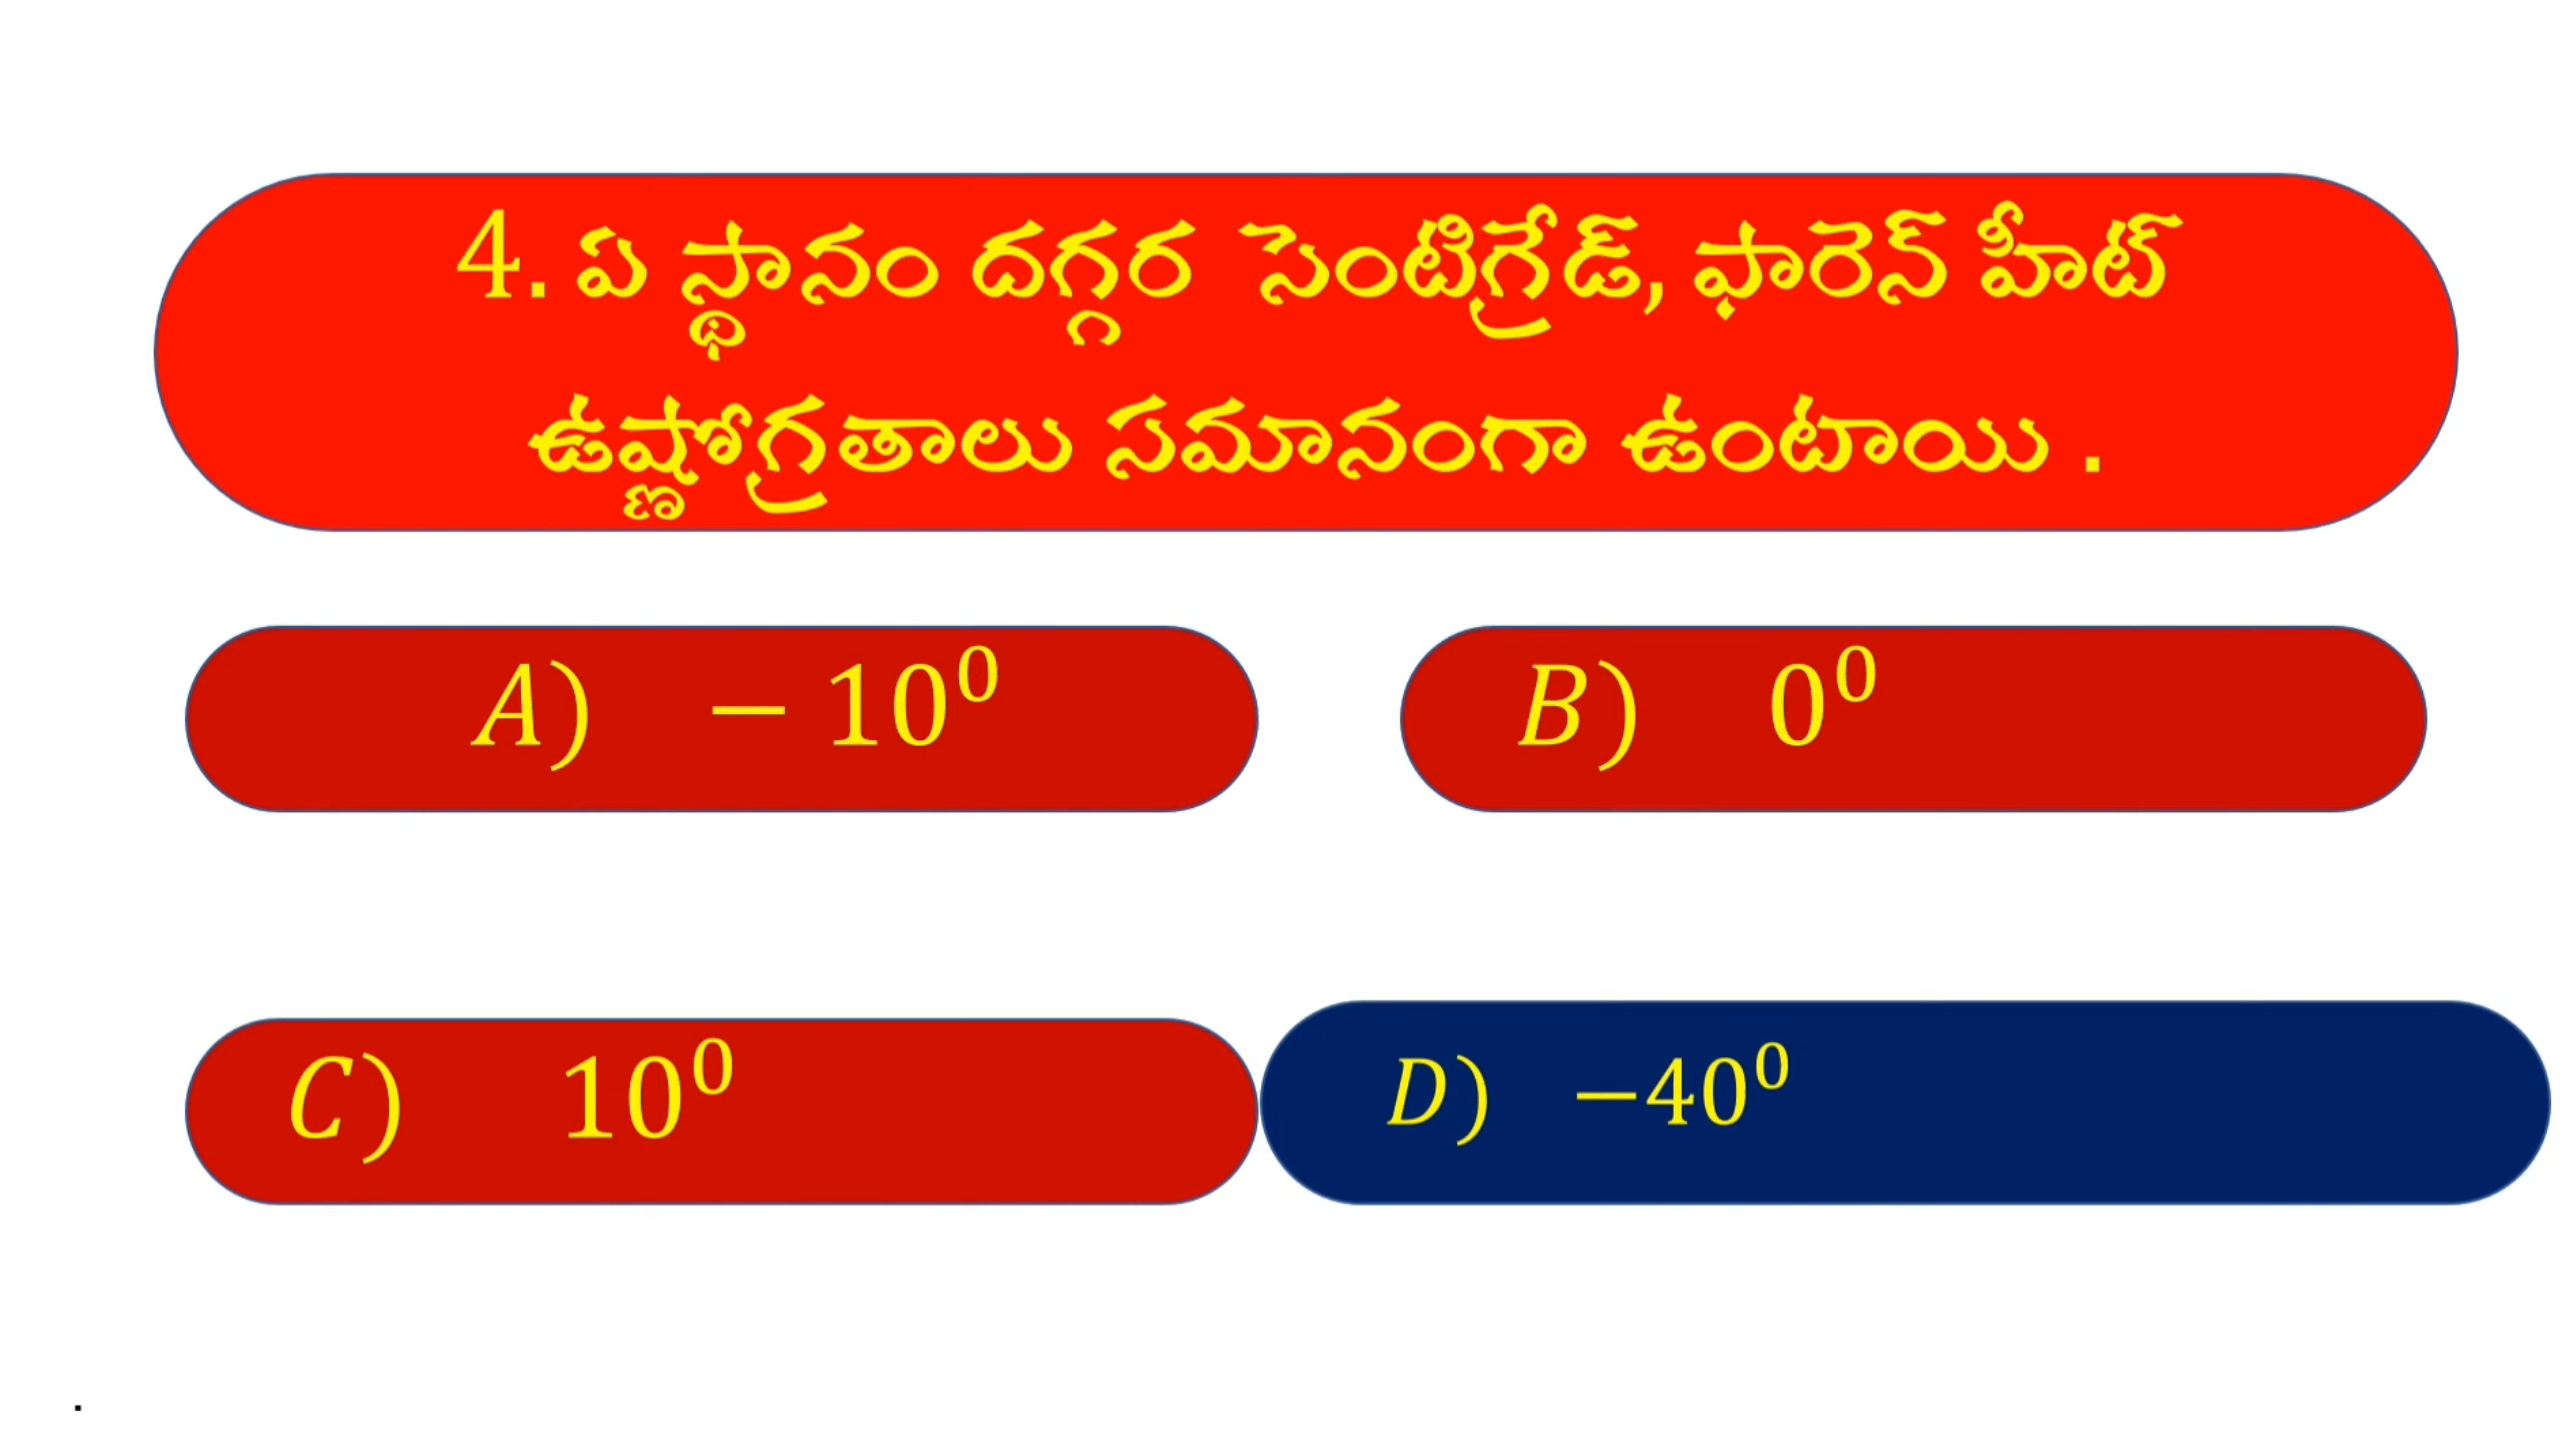 4. ఏ స్థానం దగ్గర సెంటిగ్రేడ్, ఫారెన్ హీట్
ఉష్ణోగ్రతాలు సమానంగా ఉంటాయి .
A) − 10⁰
B) 0⁰
C) 10⁰
D) −40⁰
.